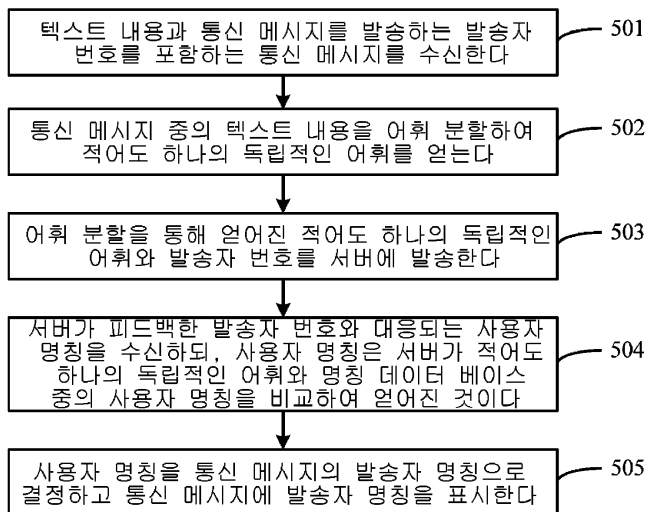 텍스트 내용과 통신 메시지를 발송하는 발송자
번호를 포함하는 통신 메시지를 수신한다
501
통신 메시지 중의 텍스트 내용을 어휘 분할하여
적어도 하나의 독립적인 어휘를 얻는다
502
어휘 분할을 통해 얻어진 적어도 하나의 독립적인
어휘와 발송자 번호를 서버에 발송한다
503
서버가 피드백한 발송자 번호와 대응되는 사용자
명칭을 수신하되, 사용자 명칭은 서버가 적어도
하나의 독립적인 어휘와 명칭 데이터 베이스
중의 사용자 명칭을 비교하여 얻어진 것이다
504
사용자 명칭을 통신 메시지의 발송자 명칭으로
결정하고 통신 메시지에 발송자 명칭을 표시한다
505